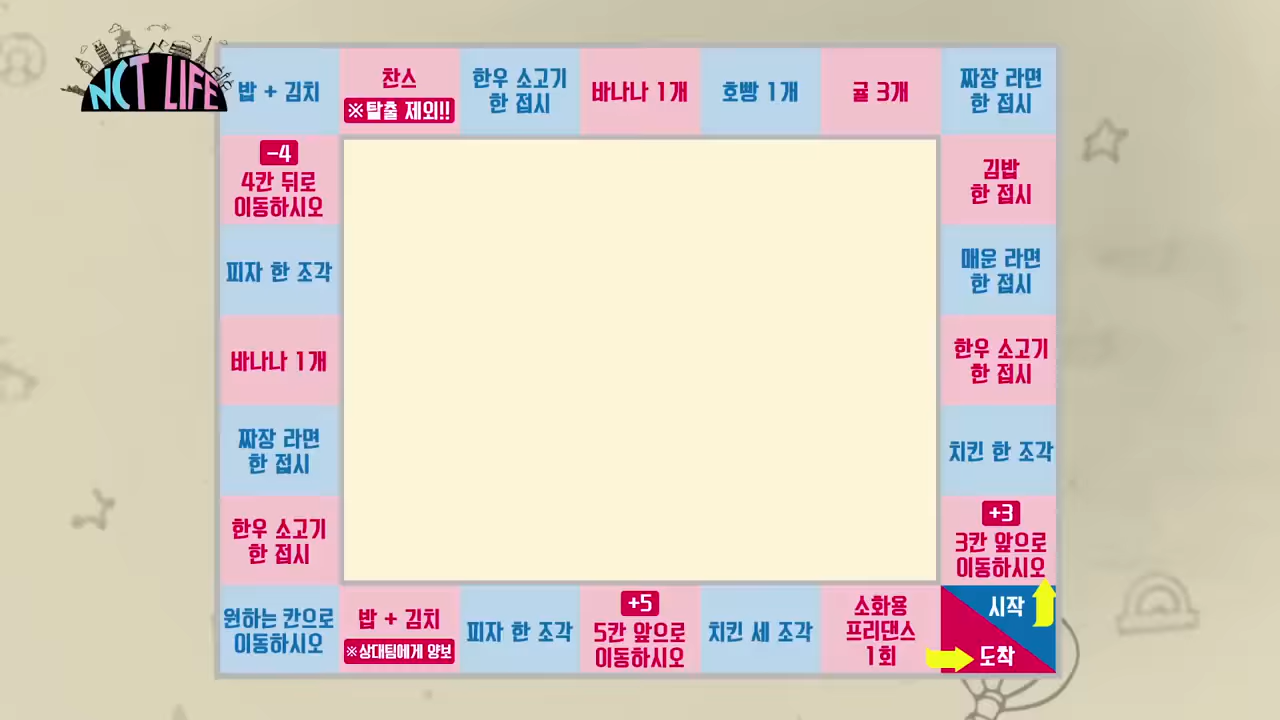 NCT LIFE
밥 + 김치
찬스
※탈출 제외!!
한우 소고기
한 접시
바나나 1개
호빵 1개
귤 3개
짜장 라면
한 접시
-4
4칸 뒤로
이동하시오
김밥
한 접시
피자 한 조각
매운 라면
한 접시
바나나 1개
한우 소고기
한 접시
짜장 라면
한 접시
치킨 한 조각
한우 소고기
한 접시
+3
3칸 앞으로
이동하시오
원하는 칸으로
이동하시오
밥 + 김치
※상대팀에게 양보
피자 한 조각
+5
5칸 앞으로
이동하시오
치킨 세 조각
소화용
프리댄스
1회
시작
도착